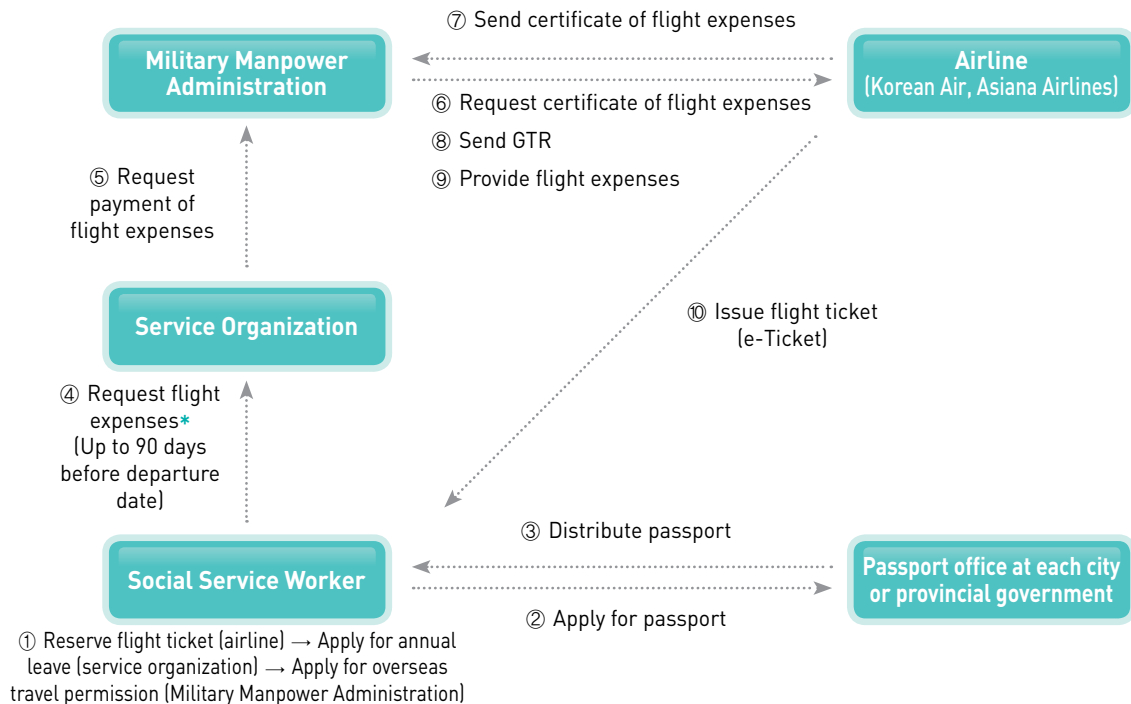 ⑦ Send certificate of flight expenses
Military Manpower
Administration
Airline
(Korean Air, Asiana Airlines)
⑥ Request certificate of flight expenses
⑧ Send GTR
⑨ Provide flight expenses
⑤ Request
payment of
flight expenses
Service Organization
⑩ Issue flight ticket
(e-Ticket)
④ Request flight
expenses*
(Up to 90 days
before departure
date)
③ Distribute passport
Social Service Worker
Passport office at each city
or provincial government
② Apply for passport
① Reserve flight ticket (airline) → Apply for annual
leave (service organization) → Apply for overseas
travel permission (Military Manpower Administration)